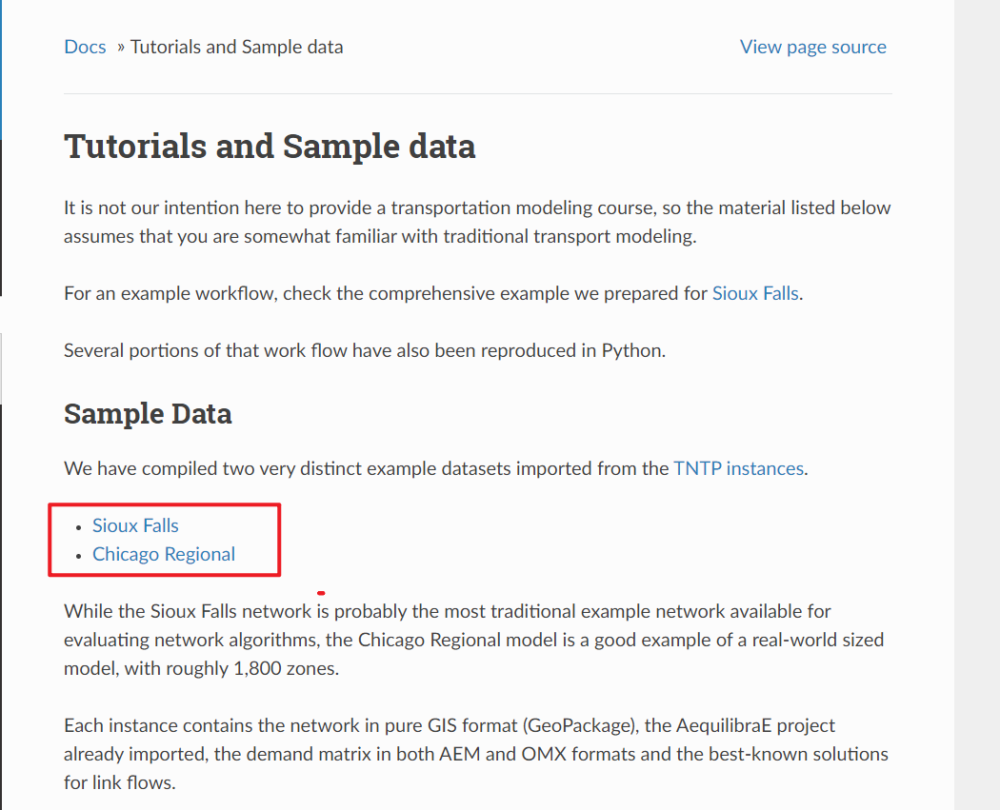 Docs » Tutorials and Sample data View page source
Tutorials and Sample data
It is not our intention here to provide a transportation modeling course, so the material listed below
assumes that you are somewhat familiar with traditional transport modeling.
For an example workflow, check the comprehensive example we prepared for Sioux Falls.
Several portions of that work flow have also been reproduced in Python.
Sample Data
We have compiled two very distinct example datasets imported from the TNTP instances.
• Sioux Falls
• Chicago Regional
While the Sioux Falls network is probably the most traditional example network available for
evaluating network algorithms, the Chicago Regional model is a good example of a real-world sized
model, with roughly 1,800 zones.
Each instance contains the network in pure GIS format (GeoPackage), the AequilibraE project
already imported, the demand matrix in both AEM and OMX formats and the best-known solutions
for link flows.